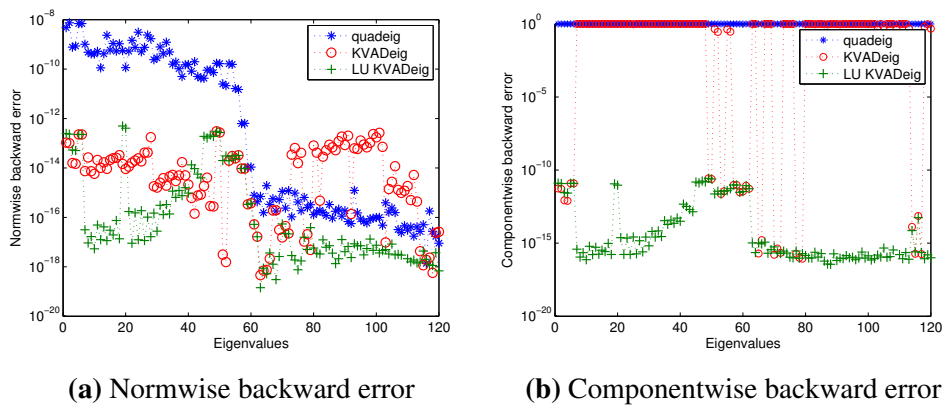 10^-8
10^-10
10^-12
10^-14
10^-16
10^-18
10^-20
Normwise backward error
quadeig
KVADeig
LU KVADeig
0 20 40 60 80 100 120
Eigenvalues
(a) Normwise backward error
10^0
10^-5
10^-10
10^-15
10^-20
Componentwise backward error
quadeig
KVADeig
LU KVADeig
0 20 40 60 80 100 120
Eigenvalues
(b) Componentwise backward error